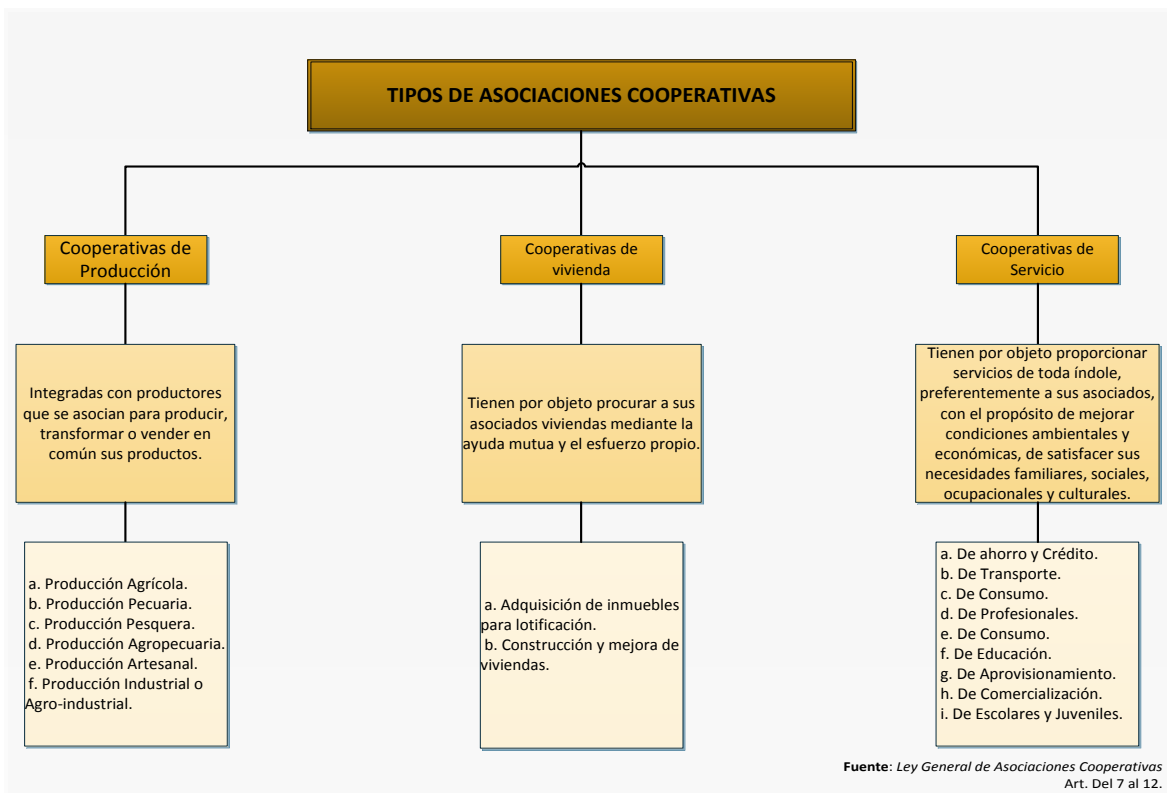 TIPOS DE ASOCIACIONES COOPERATIVAS
Cooperativas de
Producción
Integradas con productores
que se asocian para producir,
transformar o vender en
común sus productos.
a. Producción Agrícola.
b. Producción Pecuaria.
c. Producción Pesquera.
d. Producción Agropecuaria.
e. Producción Artesanal.
f. Producción Industrial o
Agro-industrial.
Cooperativas de
vivienda
Tienen por objeto procurar a sus
asociados viviendas mediante la
ayuda mutua y el esfuerzo propio.
a. Adquisición de inmuebles
para lotificación.
b. Construcción y mejora de
viviendas.
Cooperativas de
Servicio
Tienen por objeto proporcionar
servicios de toda índole,
preferentemente a sus asociados,
con el propósito de mejorar
condiciones ambientales y
económicas, de satisfacer sus
necesidades familiares, sociales,
ocupacionales y culturales.
a. De ahorro y Crédito.
b. De Transporte.
c. De Consumo.
d. De Profesionales.
e. De Consumo.
f. De Educación.
g. De Aprovisionamiento.
h. De Comercialización.
i. De Escolares y Juveniles.
Fuente: Ley General de Asociaciones Cooperativas
Art. Del 7 al 12.